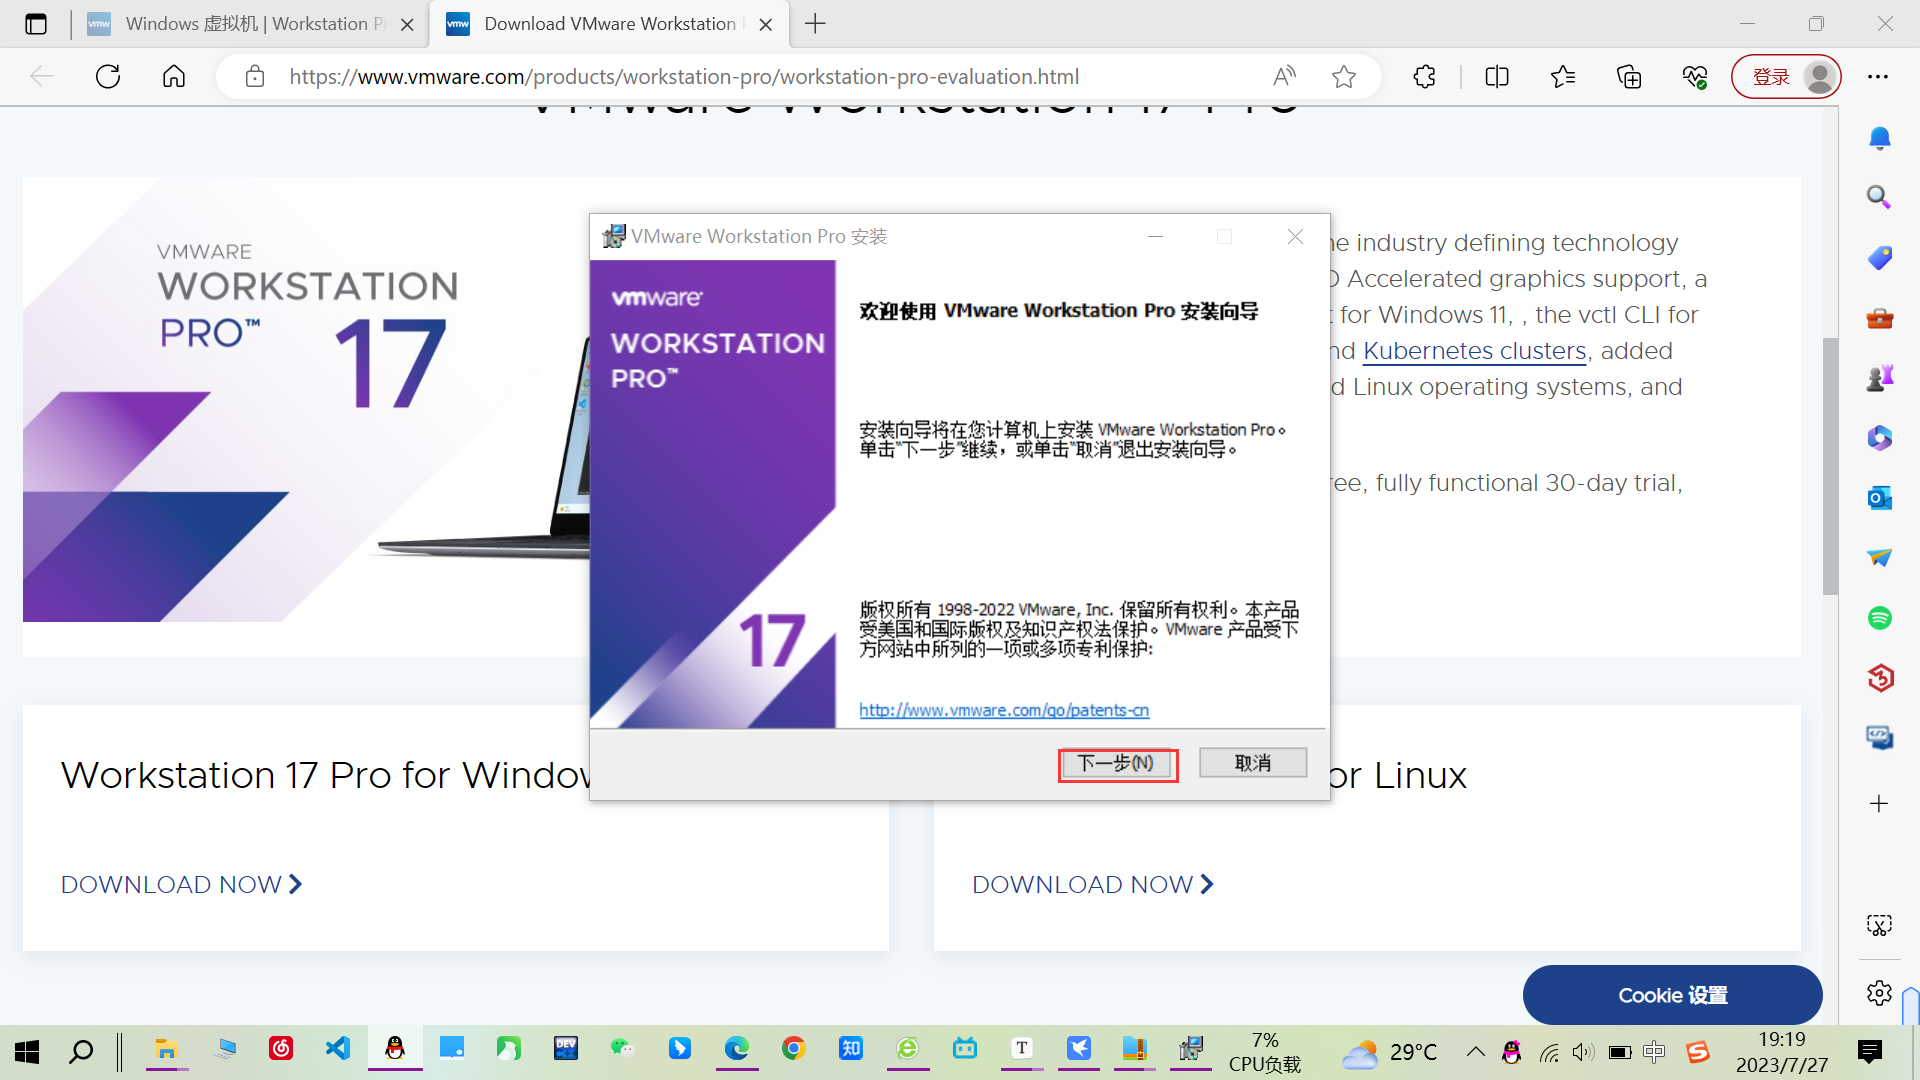 Windows 虚拟机 | Workstation P
Download VMware Workstation
https://www.vmware.com/products/workstation-pro/workstation-pro-evaluation.html
登录
VMware Workstation 17 Pro
VMWARE
WORKSTATION
PRO™ 17
ne industry defining technology
D Accelerated graphics support, a
t for Windows 11, , the vctl CLI for
nd Kubernetes clusters, added
d Linux operating systems, and
ree, fully functional 30-day trial,
VMware Workstation Pro 安装
vmware
WORKSTATION
PRO™
17
欢迎使用 VMware Workstation Pro 安装向导
安装向导将在您计算机上安装 VMware Workstation Pro。
单击“下一步”继续，或单击“取消”退出安装向导。
版权所有 1998-2022 VMware, Inc. 保留所有权利。本产品
受美国和国际版权及知识产权法保护。VMware 产品受下
方网站中所列的一项或多项专利保护:
http://www.vmware.com/go/patents-cn
下一步(N)
取消
Workstation 17 Pro for Window
or Linux
DOWNLOAD NOW
DOWNLOAD NOW
Cookie 设置
7%
CPU负载
29°C
中
19:19
2023/7/27